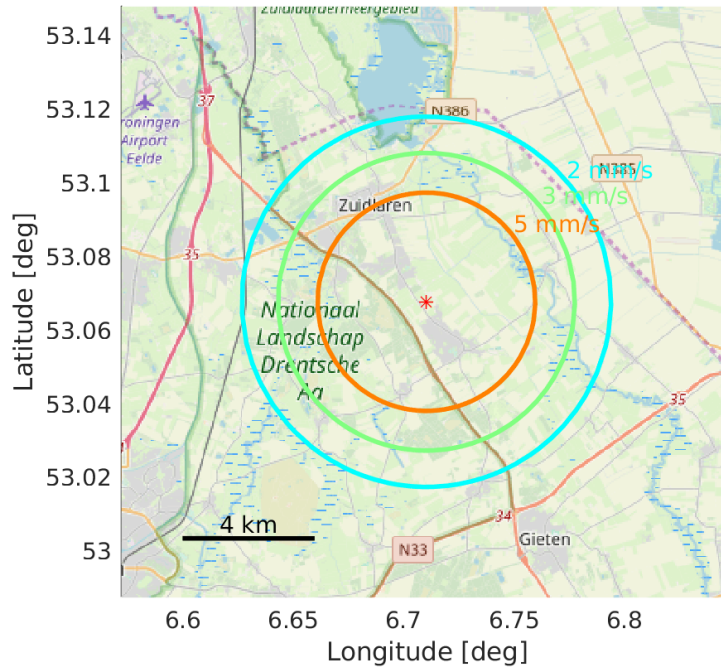 Zuidlaardermeergebied
53.14
37
53.12
N386
Groningen
Airport
Eelde
2 mm/s
N385
53.1
3 mm/s
Zuidlaren
5 mm/s
53.08
35
Latitude [deg]
53.06
Nationaal
Landschap
Drentsche
Aa
53.04
35
53.02
34
4 km
Gieten
53
N33
6.6
6.65
6.7
6.75
6.8
Longitude [deg]